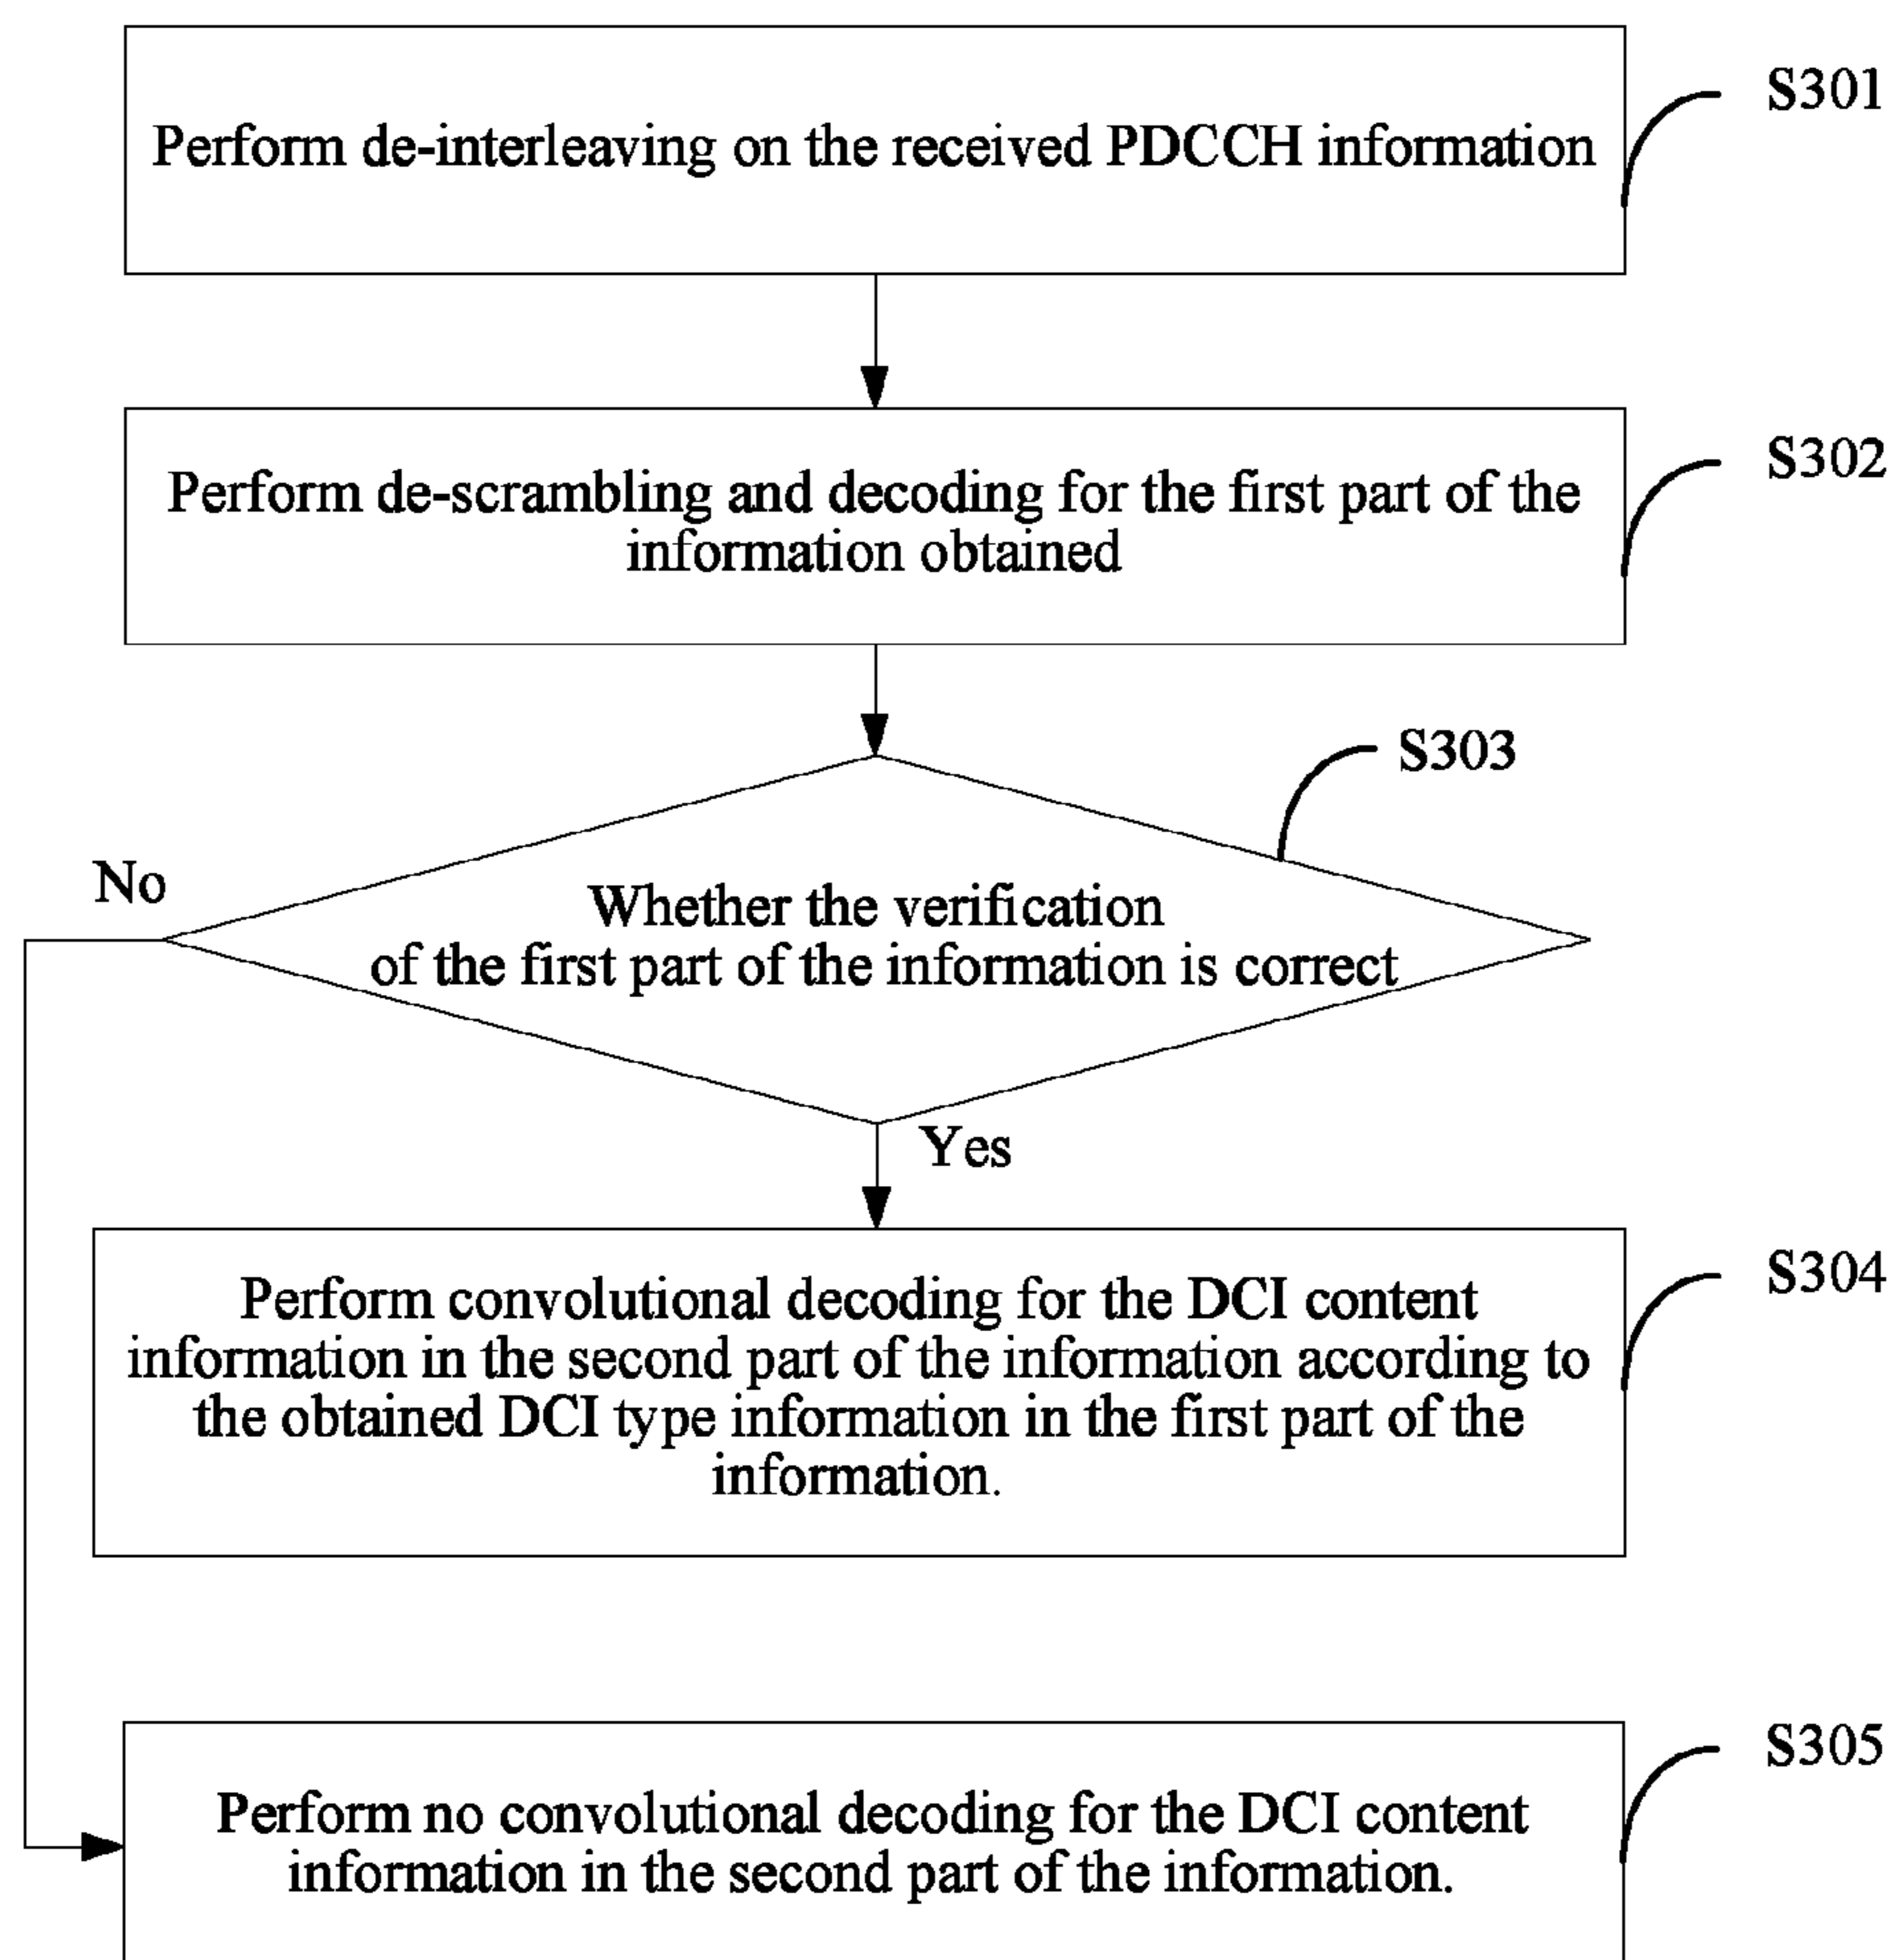 Perform de-interleaving on the received PDCCH information
S301
Perform de-scrambling and decoding for the first part of the
information obtained
S302
S303
No
Whether the verification
of the first part of the information is correct
Yes
Perform convolutional decoding for the DCI content
information in the second part of the information according to
the obtained DCI type information in the first part of the
information.
S304
Perform no convolutional decoding for the DCI content
information in the second part of the information.
S305